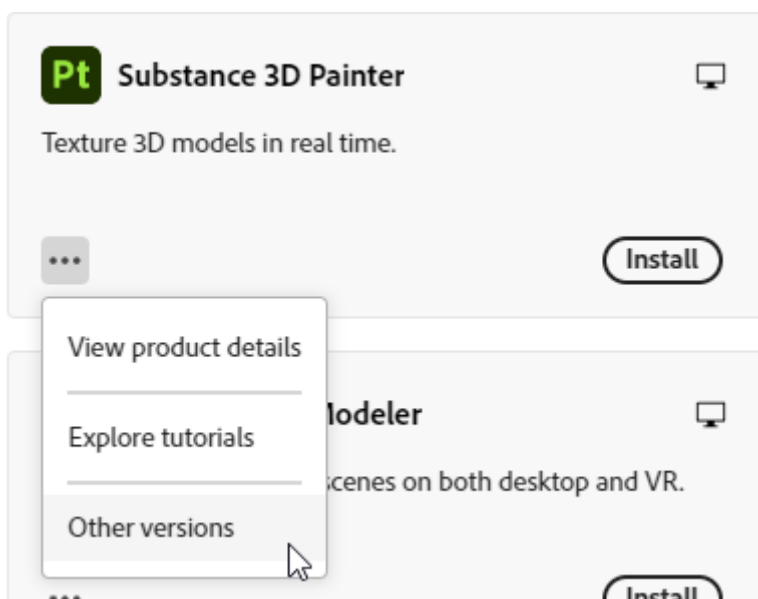 Pt Substance 3D Painter
Texture 3D models in real time.
Install
View product details
Modeler
Explore tutorials
scenes on both desktop and VR.
Other versions
Install